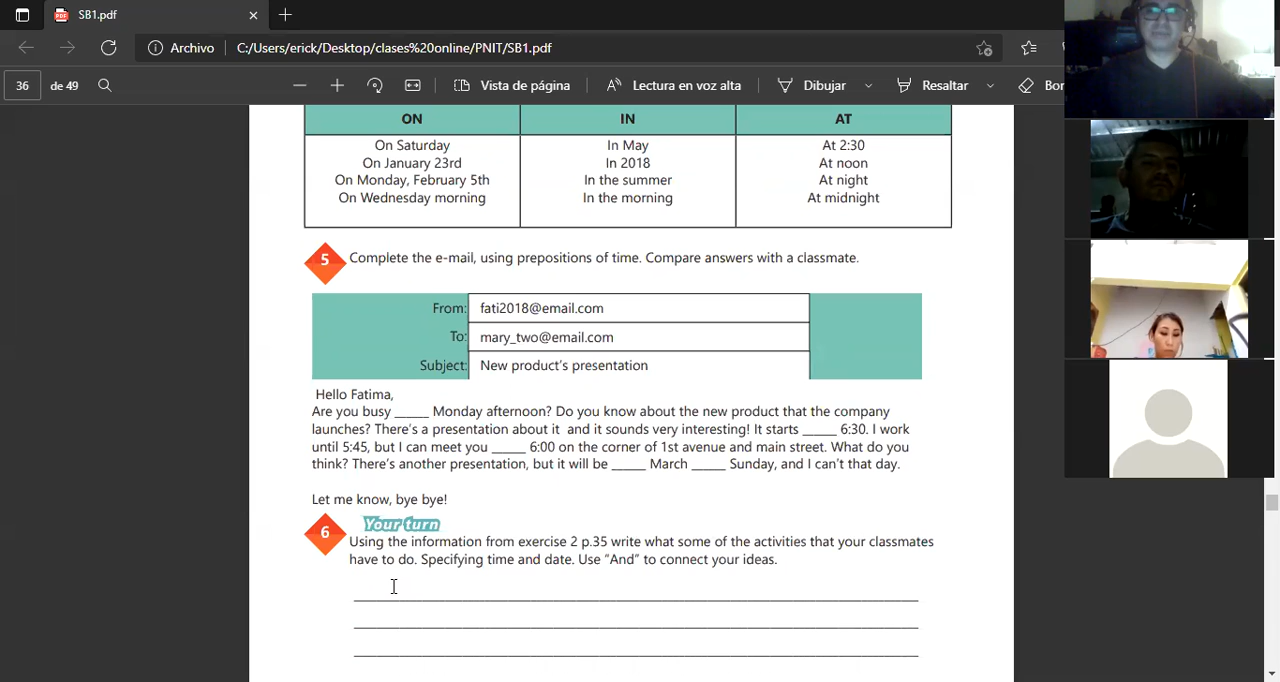 SB1.pdf
Archivo C:/Users/erick/Desktop/clases%20online/PNIT/SB1.pdf
36 de 49 Vista de página Lectura en voz alta Dibujar Resaltar
ON IN AT
On Saturday In May At 2:30
On January 23rd In 2018 At noon
On Monday, February 5th In the summer At night
On Wednesday morning In the morning At midnight
5 Complete the e-mail, using prepositions of time. Compare answers with a classmate.
From: fati2018@email.com
To: mary_two@email.com
Subject: New product's presentation
Hello Fatima,
Are you busy _____ Monday afternoon? Do you know about the new product that the company
launches? There's a presentation about it and it sounds very interesting! It starts _____ 6:30. I work
until 5:45, but I can meet you _____ 6:00 on the corner of 1st avenue and main street. What do you
think? There's another presentation, but it will be _____ March _____ Sunday, and I can't that day.
Let me know, bye bye!
6 Your turn
Using the information from exercise 2 p.35 write what some of the activities that your classmates
have to do. Specifying time and date. Use “And” to connect your ideas.